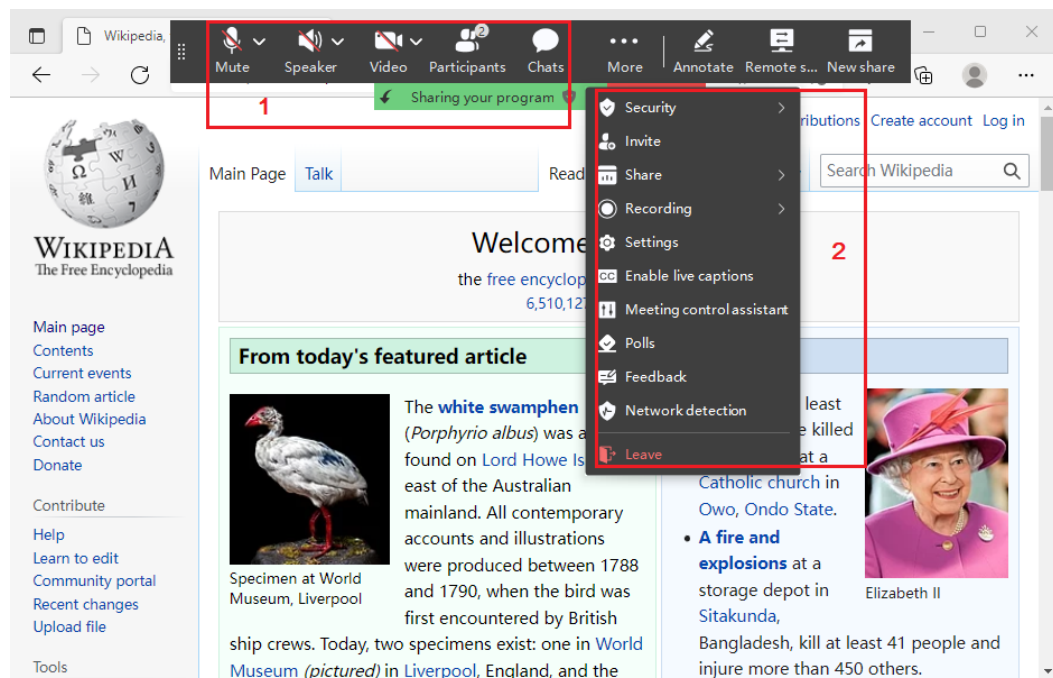 Wikipedia,
Mute
Speaker
Video
2
Participants
Chats
More
Annotate
Remote s...
New share
Sharing your program
1
Security
Invite
Share
Recording
Settings
CC Enable live captions
Meeting control assistant
Polls
Feedback
Network detection
Leave
2
Create account Log in
Main Page Talk
Read
Search Wikipedia
WIKIPEDIA
The Free Encyclopedia
Main page
Contents
Current events
Random article
About Wikipedia
Contact us
Donate
Contribute
Help
Learn to edit
Community portal
Recent changes
Upload file
Tools
Welcome
the free encyclop
6,510,127
From today's featured article
The white swamphen
(Porphyrio albus) was a
found on Lord Howe Is
east of the Australian
mainland. All contemporary
accounts and illustrations
were produced between 1788
and 1790, when the bird was
first encountered by British
ship crews. Today, two specimens exist: one in World
Museum (pictured) in Liverpool, England, and the
Specimen at World
Museum, Liverpool
least
killed
at a
Catholic church in
Owo, Ondo State.
• A fire and
explosions at a
storage depot in
Sitakunda,
Bangladesh, kill at least 41 people and
injure more than 450 others.
Elizabeth II